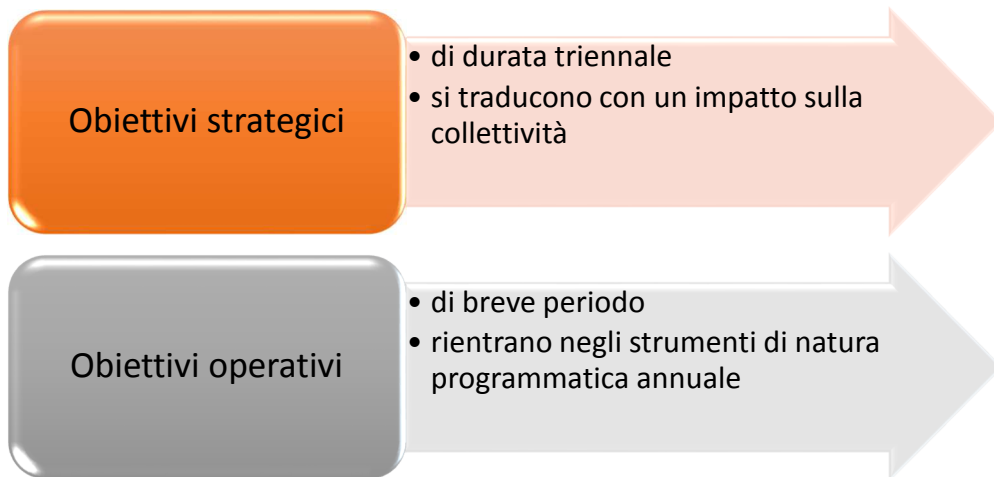 Obiettivi strategici
• di durata triennale
• si traducono con un impatto sulla
collettività
Obiettivi operativi
• di breve periodo
• rientrano negli strumenti di natura
programmatica annuale